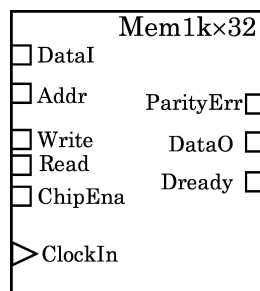 Mem1k×32
DataI
Addr
ParityErr
Write
DataO
Read
Dready
ChipEna
ClockIn